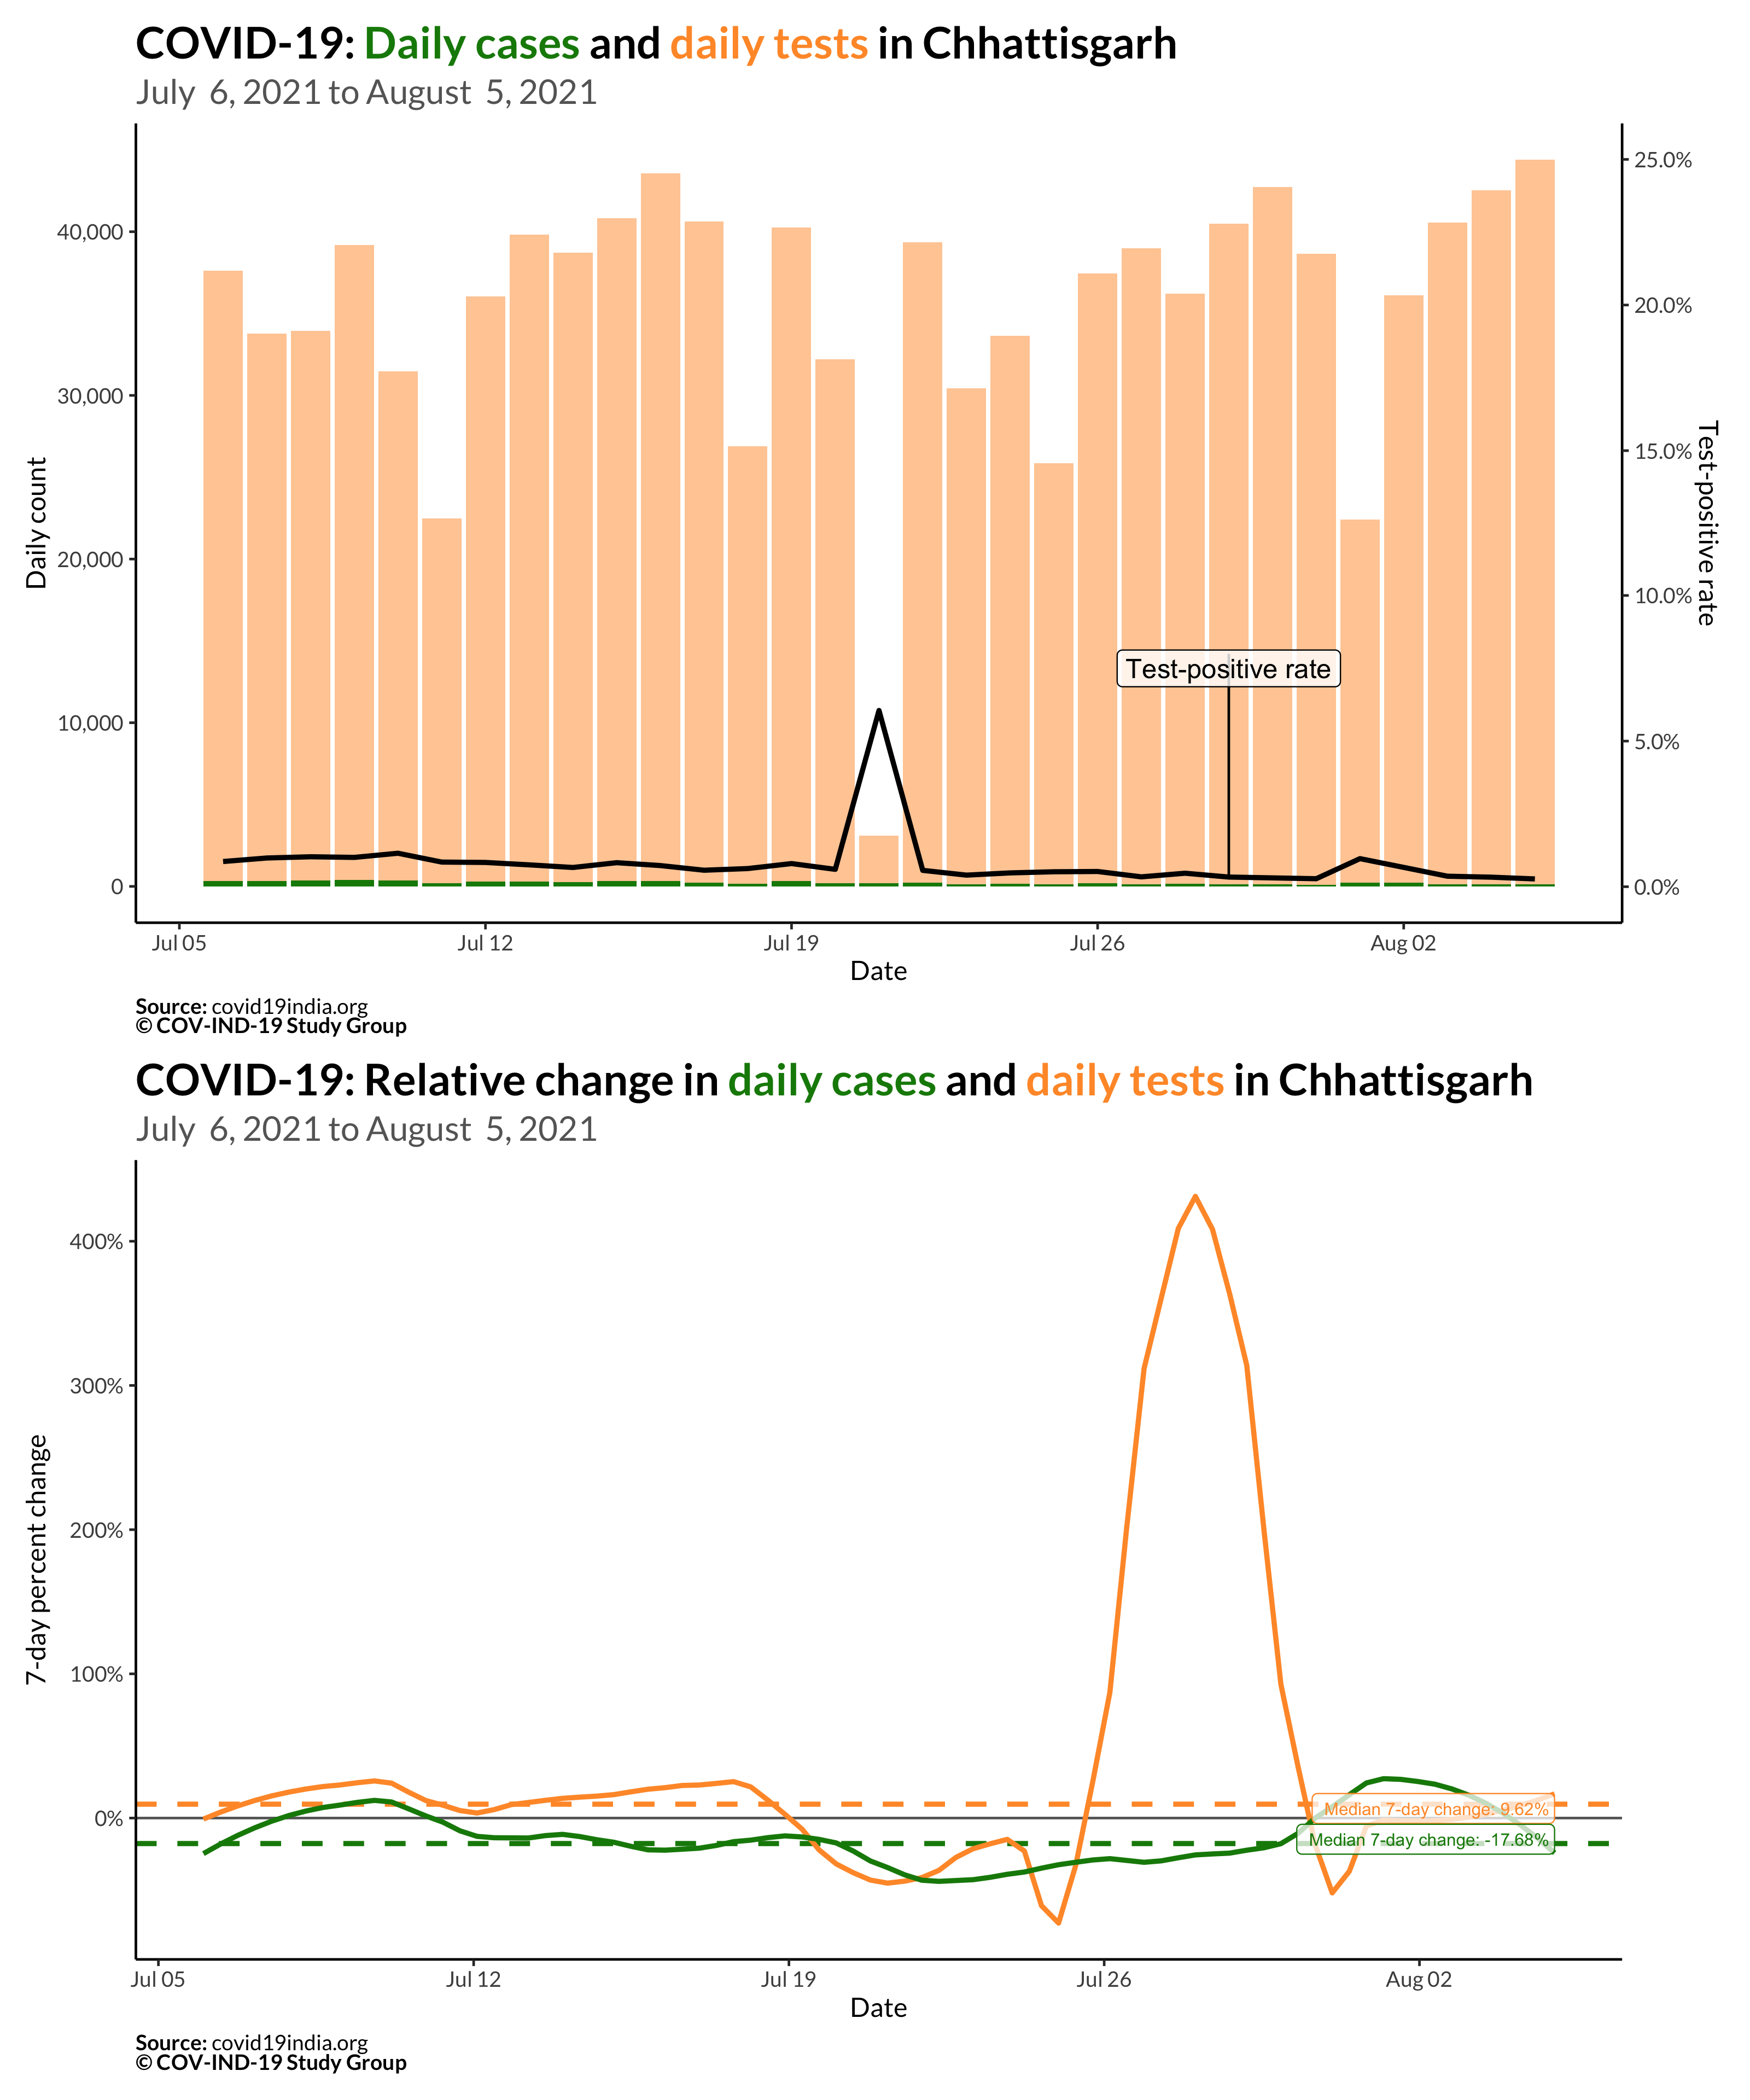 COVID-19: Daily cases and daily tests in Chhattisgarh
July 6, 2021 to August 5, 2021
40,000
30,000
20,000
10,000
0
Daily count
25.0%
20.0%
15.0%
10.0%
5.0%
0.0%
Test-positive rate
Test-positive rate
Jul 05
Jul 12
Jul 19
Jul 26
Aug 02
Date
Source: covid19india.org
© COV-IND-19 Study Group
COVID-19: Relative change in daily cases and daily tests in Chhattisgarh
July 6, 2021 to August 5, 2021
400%
300%
200%
100%
0%
7-day percent change
Median 7-day change: 9.62%
Median 7-day change: -17.68%
Jul 05
Jul 12
Jul 19
Jul 26
Aug 02
Date
Source: covid19india.org
© COV-IND-19 Study Group